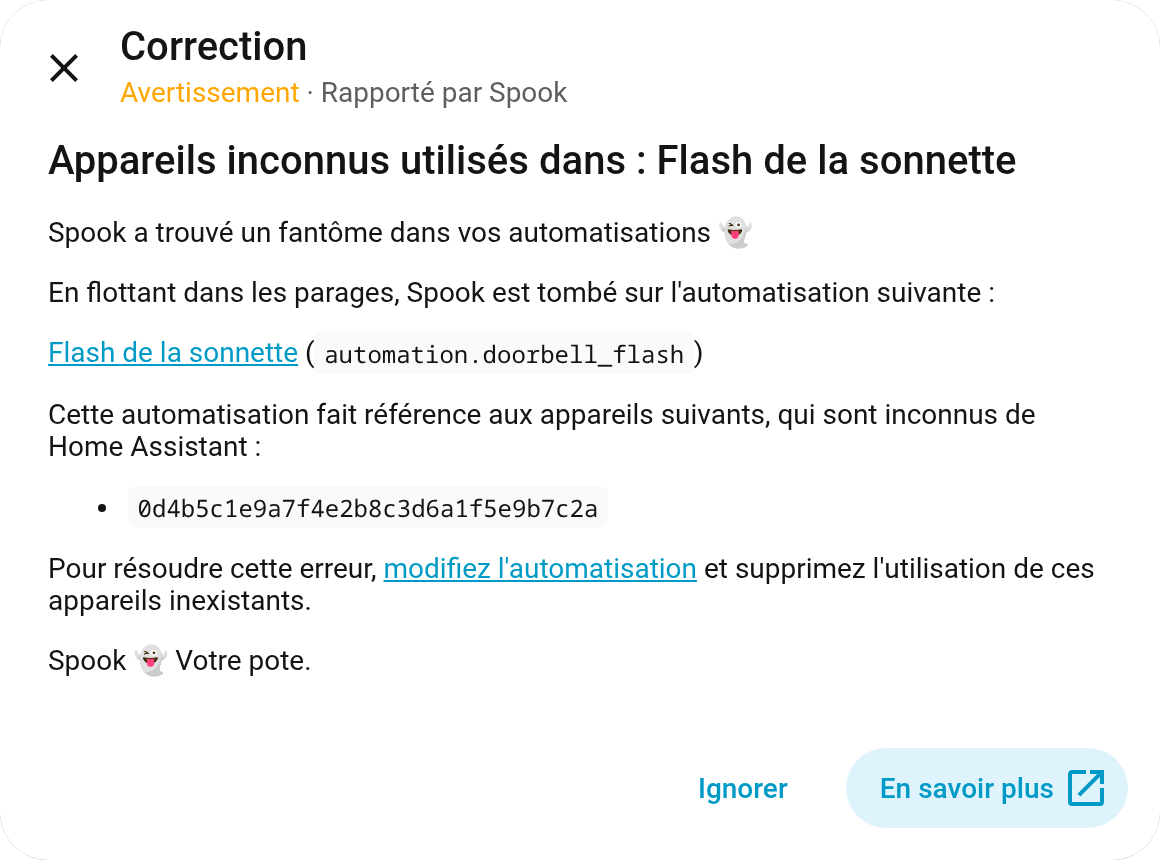 Correction
Avertissement · Rapporté par Spook
Appareils inconnus utilisés dans : Flash de la sonnette
Spook a trouvé un fantôme dans vos automatisations 👻
En flottant dans les parages, Spook est tombé sur l'automatisation suivante :
Flash de la sonnette ( automation.doorbell_flash )
Cette automatisation fait référence aux appareils suivants, qui sont inconnus de
Home Assistant :
• 0d4b5c1e9a7f4e2b8c3d6a1f5e9b7c2a
Pour résoudre cette erreur, modifiez l'automatisation et supprimez l'utilisation de ces
appareils inexistants.
Spook 👻 Votre pote.
Ignorer
En savoir plus